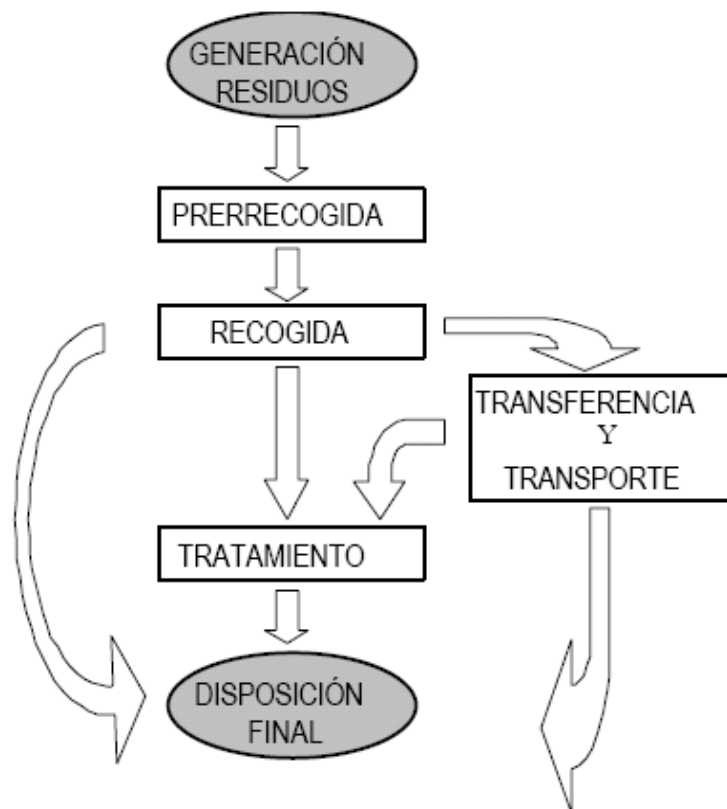 GENERACIÓN
RESIDUOS
PRERRECOGIDA
RECOGIDA
TRANSFERENCIA
Y
TRANSPORTE
TRATAMIENTO
DISPOSICIÓN
FINAL